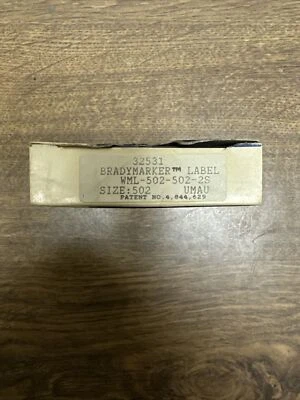 32531
BRADYMARKER™ LABEL
WML-502-502-2S
SIZE:502 UMAU
PATENT NO.4,844,629